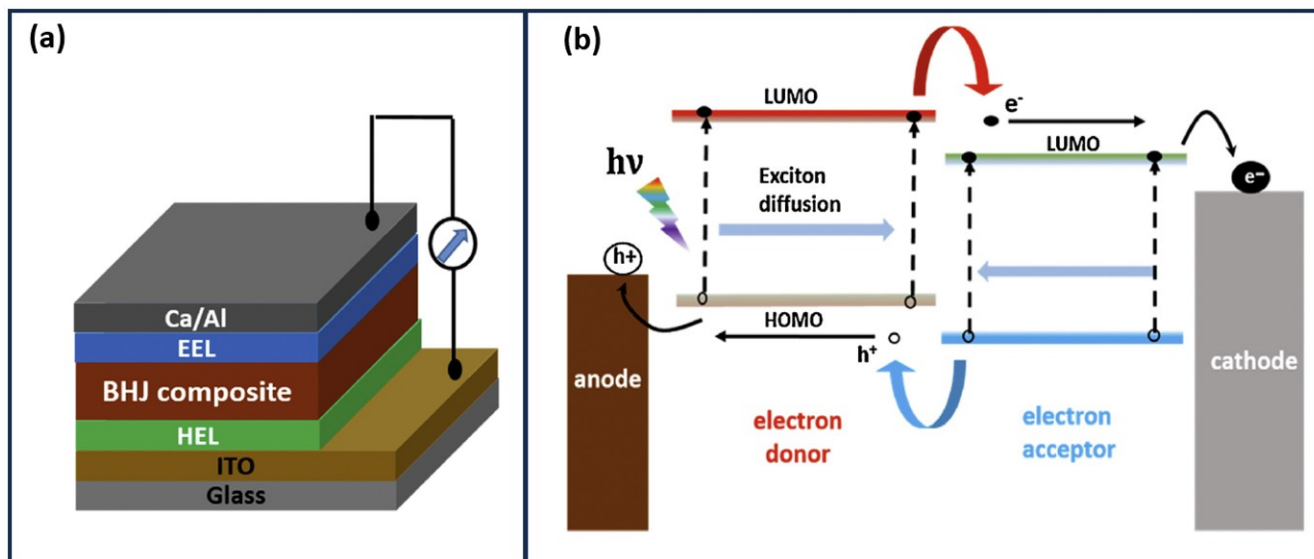 (a)
Ca/Al
EEL
BHJ composite
HEL
ITO
Glass
(b)
LUMO
e-
LUMO
hν
Exciton
diffusion
e−
h+
HOMO
h+
anode
cathode
electron
donor
electron
acceptor